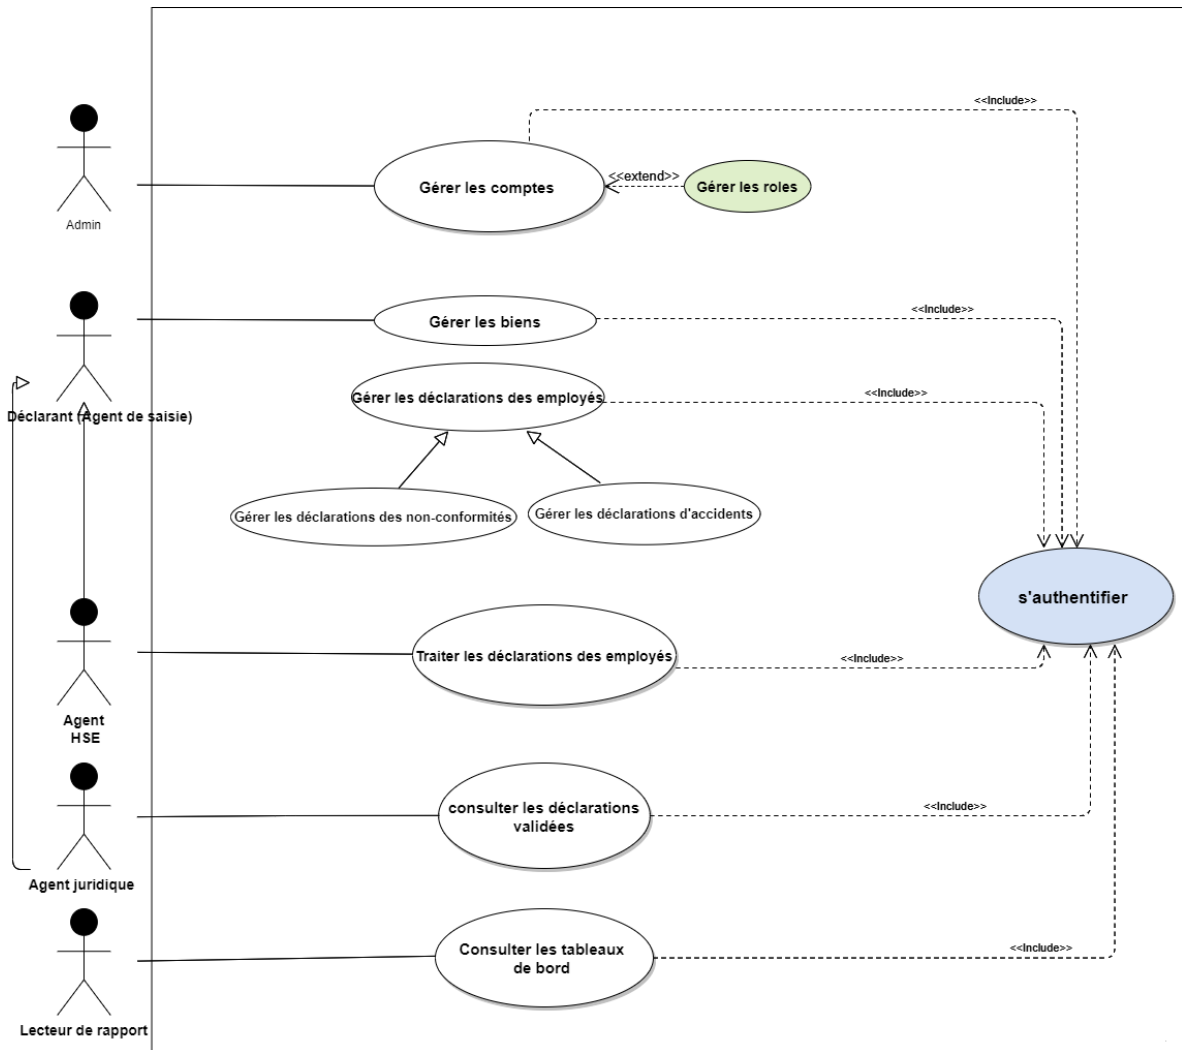 <<Include>>
Gérer les comptes
<<extend>>
Gérer les roles
Admin
<<Include>>
Gérer les biens
Gérer les déclarations des employés
<<Include>>
Déclarant (Agent de saisie)
Gérer les déclarations des non-conformités
Gérer les déclarations d'accidents
s'authentifier
Traiter les déclarations des employés
<<Include>>
Agent
HSE
consulter les déclarations
validées
<<Include>>
Agent juridique
Consulter les tableaux
de bord
<<Include>>
Lecteur de rapport